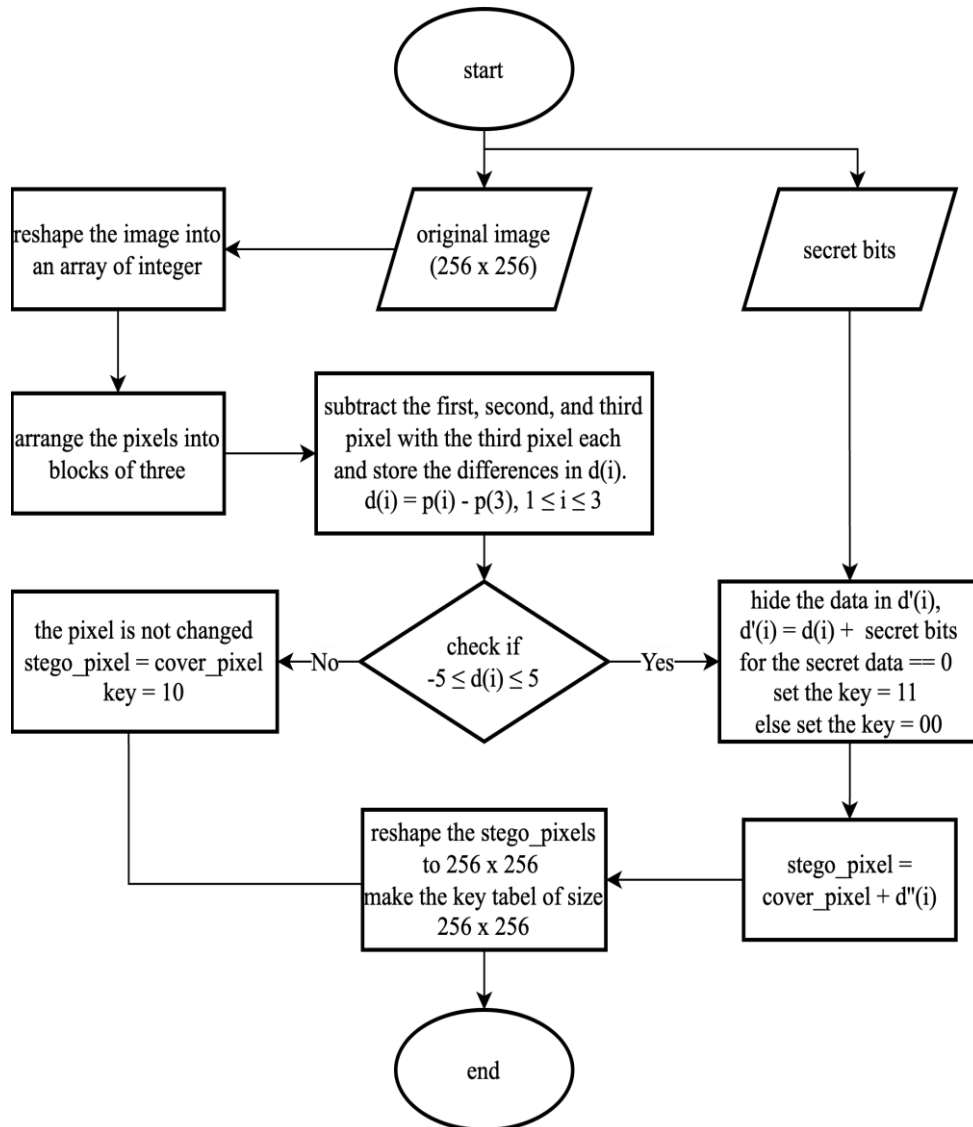 start
original image
(256 x 256)
secret bits
reshape the image into
an array of integer
arrange the pixels into
blocks of three
subtract the first, second, and third
pixel with the third pixel each
and store the differences in d(i).
d(i) = p(i) - p(3), 1 ≤ i ≤ 3
check if
-5 ≤ d(i) ≤ 5
No
Yes
the pixel is not changed
stego_pixel = cover_pixel
key = 10
hide the data in d'(i),
d'(i) = d(i) + secret bits
for the secret data == 0
set the key = 11
else set the key = 00
stego_pixel =
cover_pixel + d"(i)
reshape the stego_pixels
to 256 x 256
make the key tabel of size
256 x 256
end